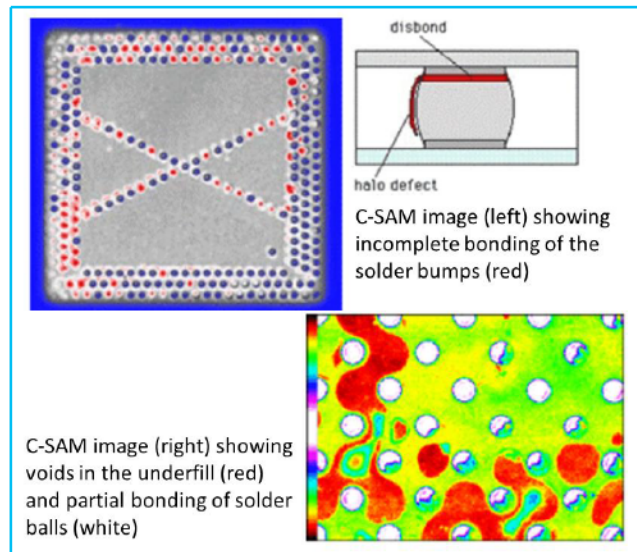 disbond
halo defect
C-SAM image (left) showing
incomplete bonding of the
solder bumps (red)
C-SAM image (right) showing
voids in the underfill (red)
and partial bonding of solder
balls (white)